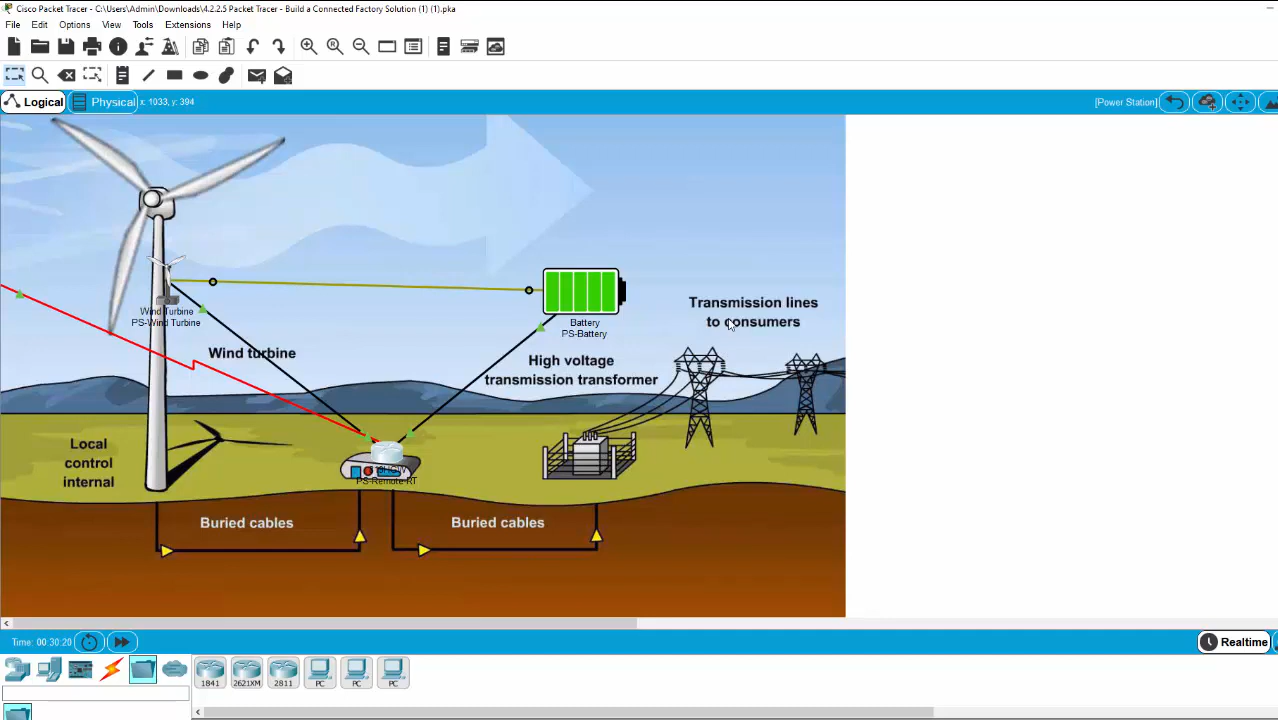 Cisco Packet Tracer - C:\Users\Admin\Downloads\4.2.2.5 Packet Tracer - Build a Connected Factory Solution (1) (1).pka
File Edit Options View Tools Extensions Help
Logical Physical x: 1033, y: 394 [Power Station]
Transmission lines
to consumers
Wind Turbine
PS-Wind Turbine
Battery
PS-Battery
Wind turbine
High voltage
transmission transformer
Local
control
internal
PS-Remote RT
Buried cables Buried cables
Time: 00:30:20 Realtime
1841 2621XM 2811 PC PC PC